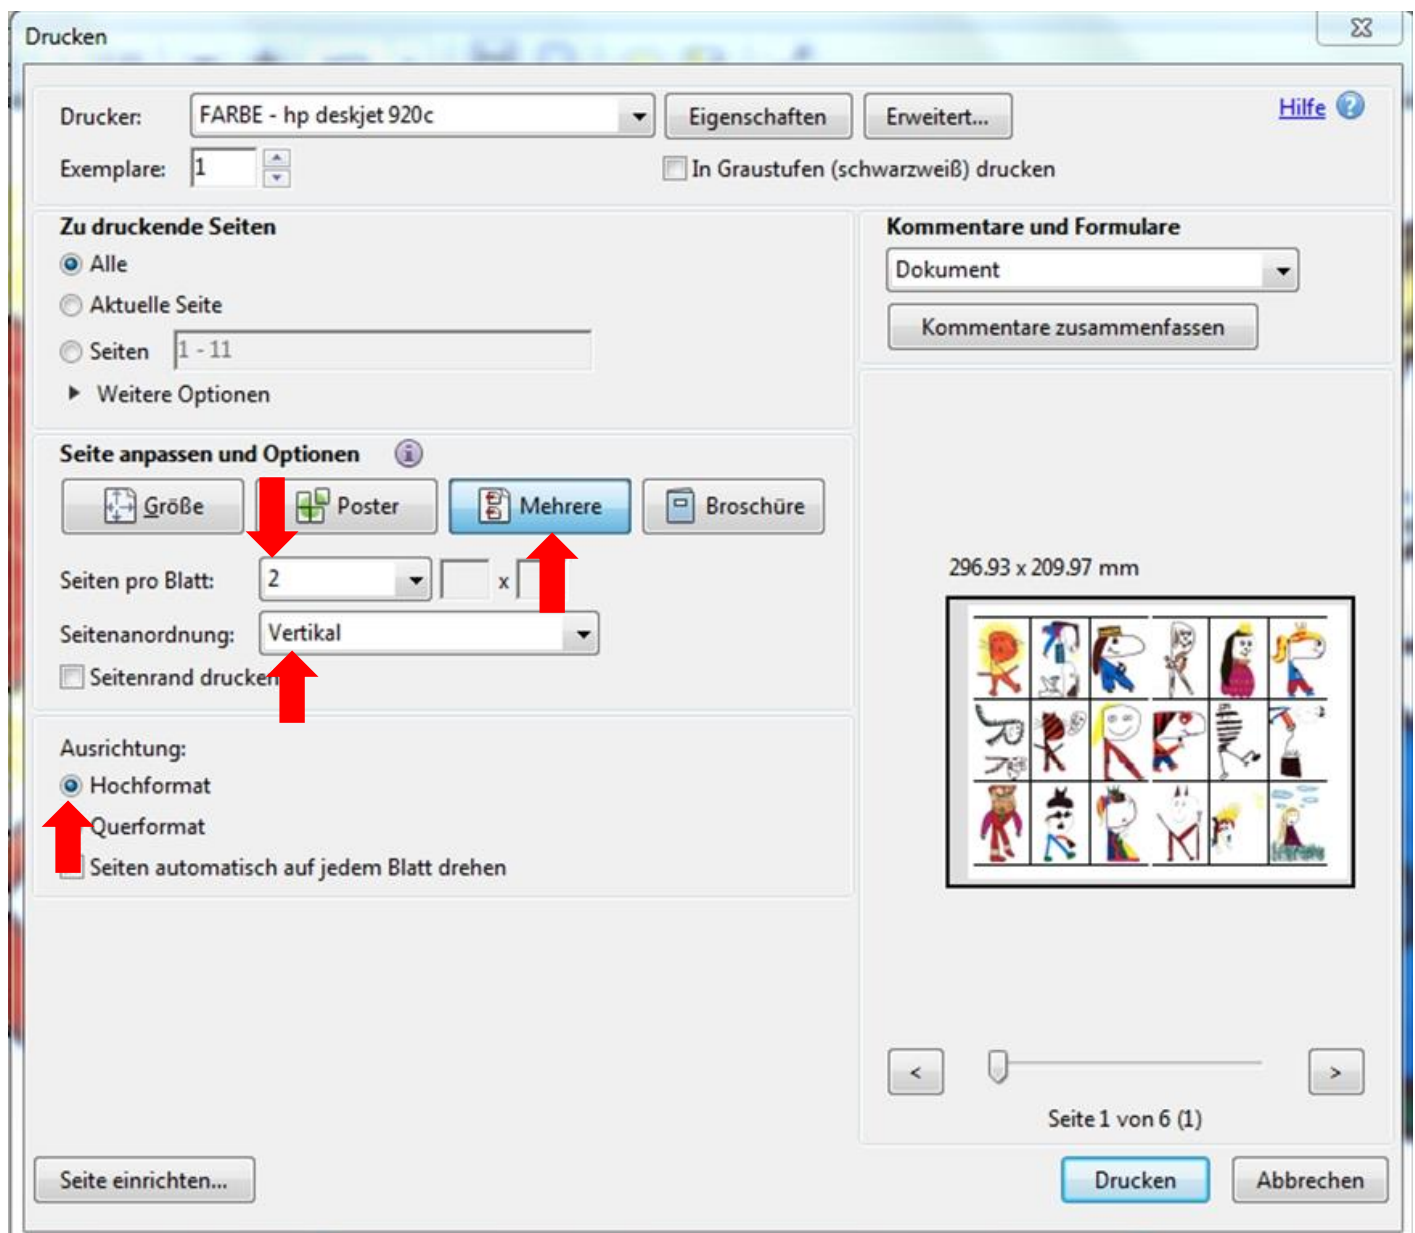 Drucken
Drucker: FARBE - hp deskjet 920c Eigenschaften Erweitert... Hilfe
Exemplare: 1 In Graustufen (schwarzweiß) drucken
Zu druckende Seiten
Alle
Aktuelle Seite
Seiten 1 - 11
Weitere Optionen
Kommentare und Formulare
Dokument
Kommentare zusammenfassen
Seite anpassen und Optionen
Größe Poster Mehrere Broschüre
Seiten pro Blatt: 2 x
Seitenanordnung: Vertikal
Seitenrand drucken
Ausrichtung:
Hochformat
Querformat
Seiten automatisch auf jedem Blatt drehen
296.93 x 209.97 mm
< >
Seite 1 von 6 (1)
Seite einrichten... Drucken Abbrechen